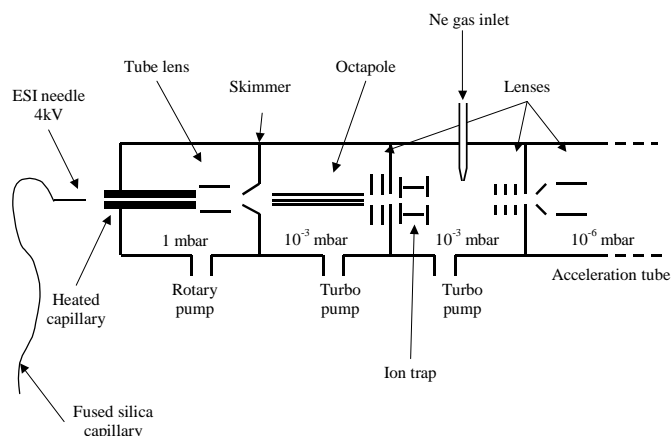 Ne gas inlet
Tube lens
Octapole
ESI needle
4kV
Skimmer
Lenses
1 mbar
10⁻³ mbar
10⁻³ mbar
10⁻⁶ mbar
Acceleration tube
Heated
capillary
Rotary
pump
Turbo
pump
Turbo
pump
Ion trap
Fused silica
capillary